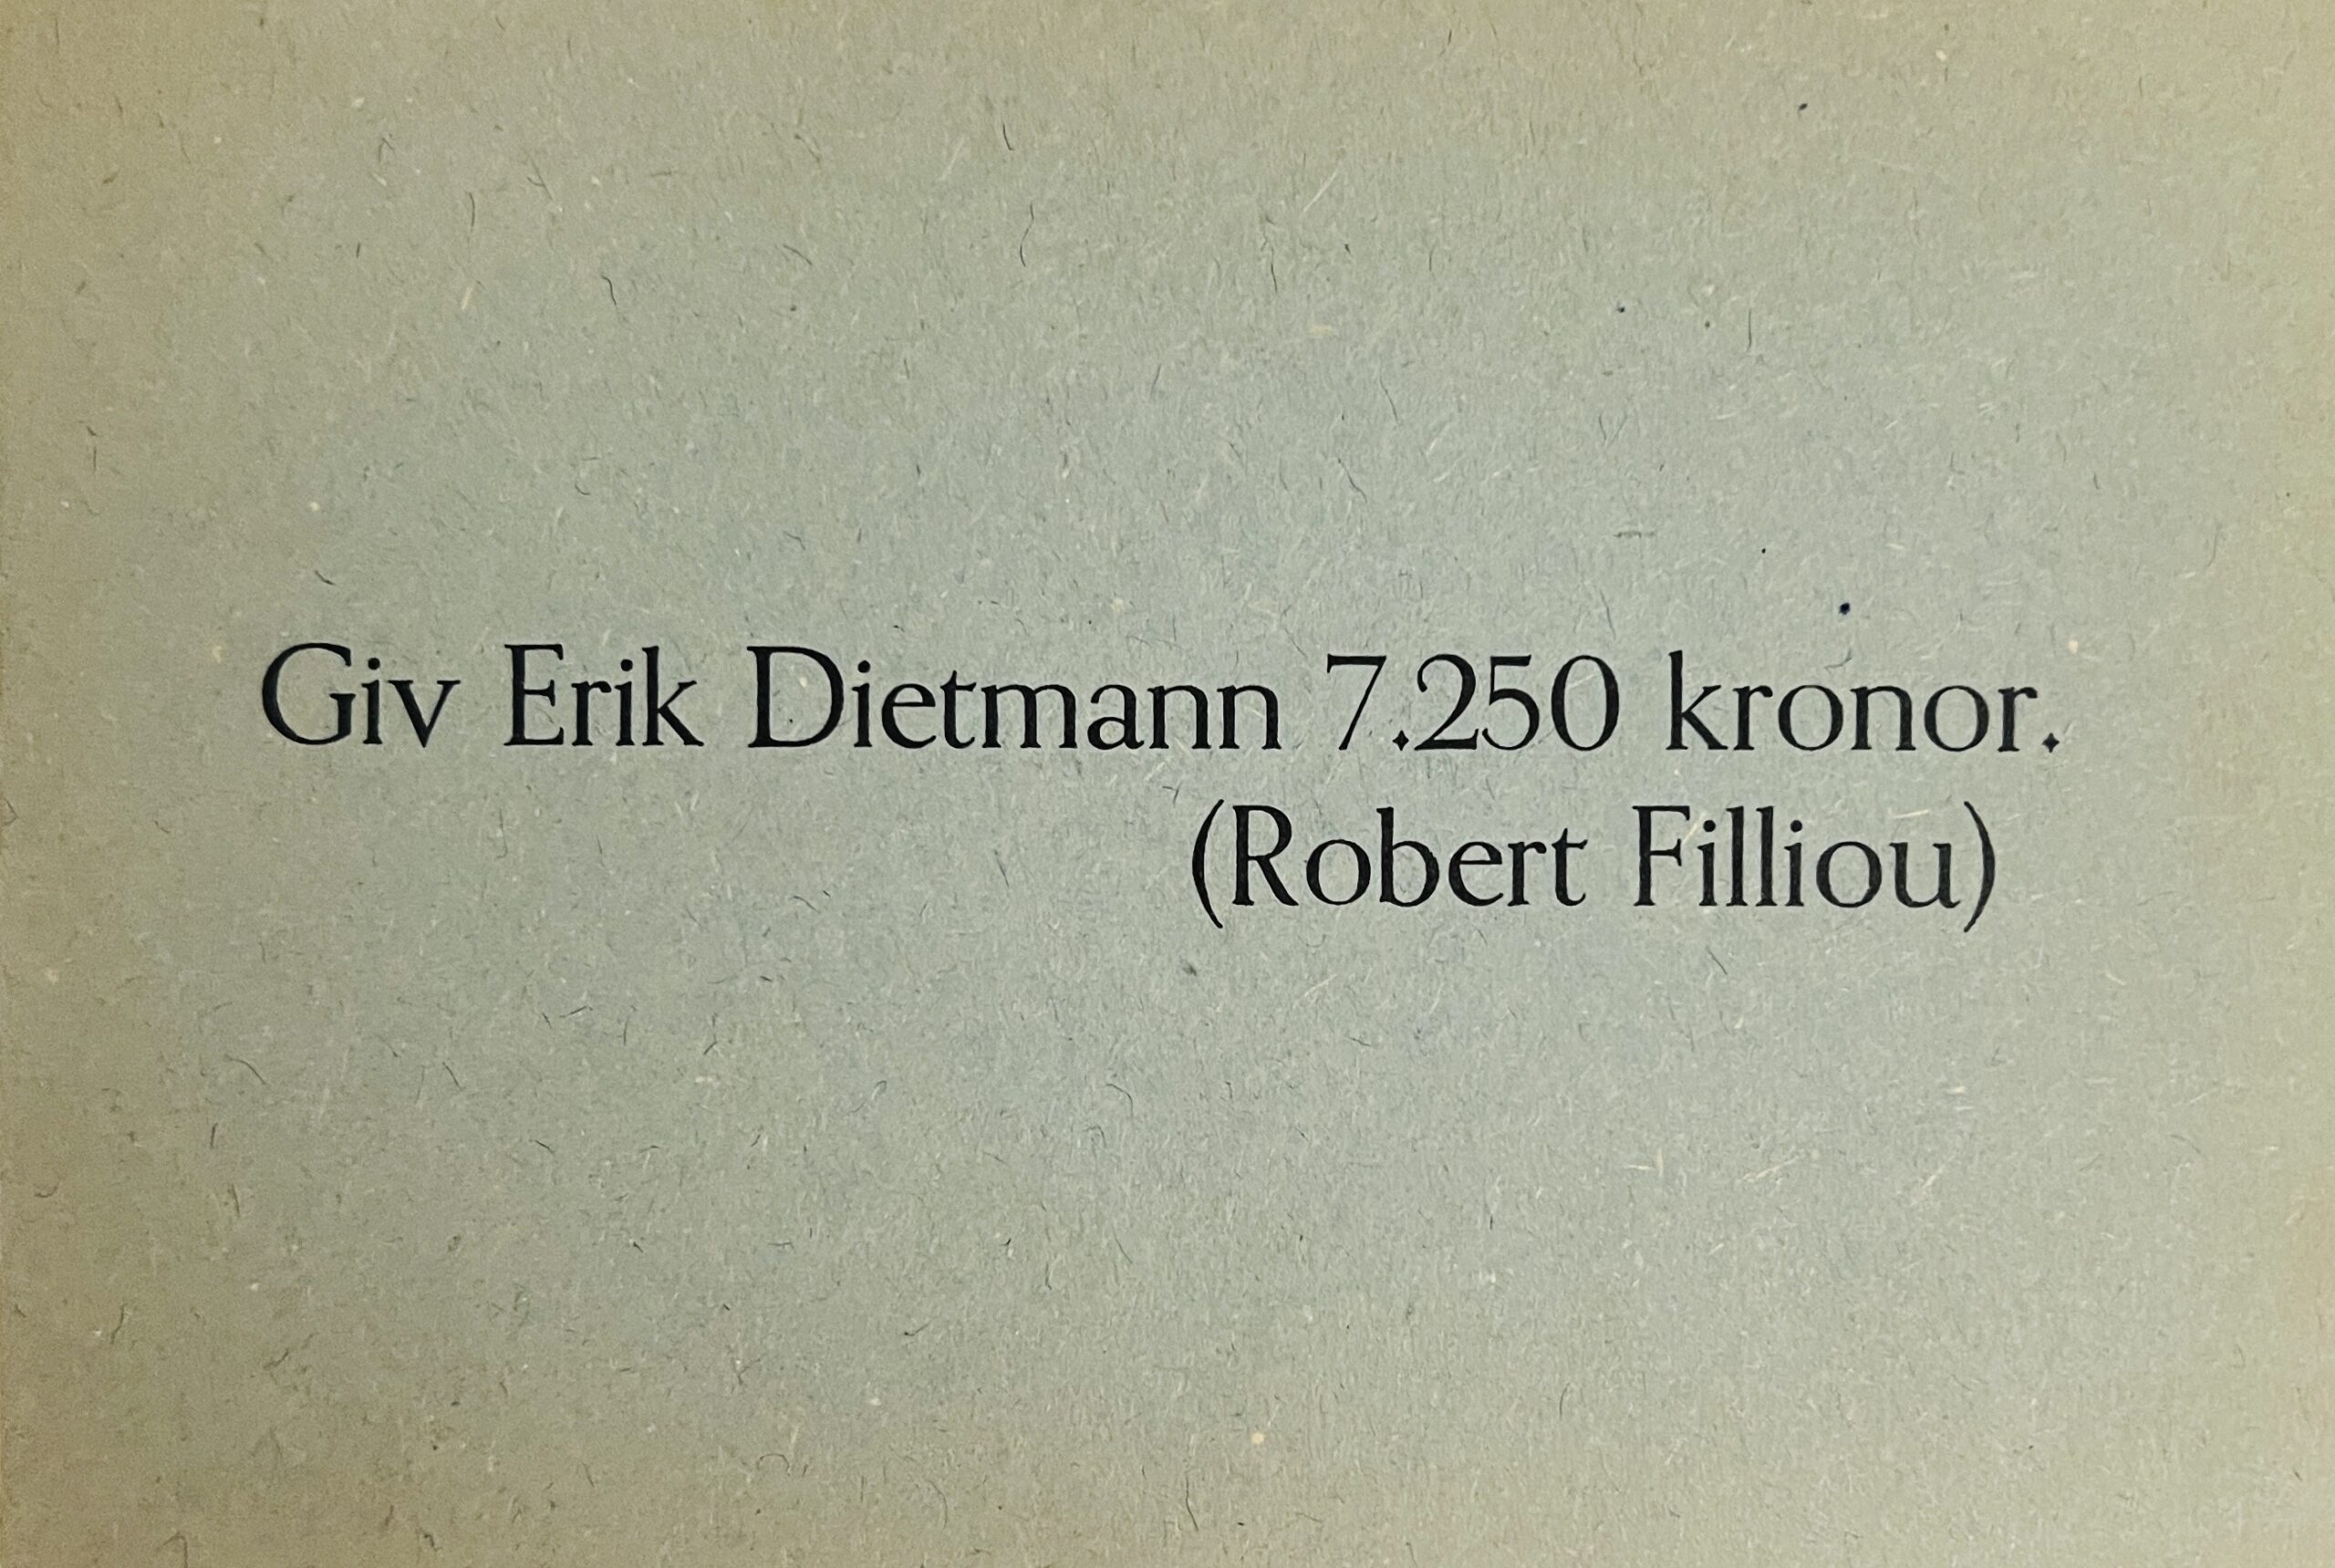 Giv Erik Dietmann 7.250 kronor.
(Robert Filliou)